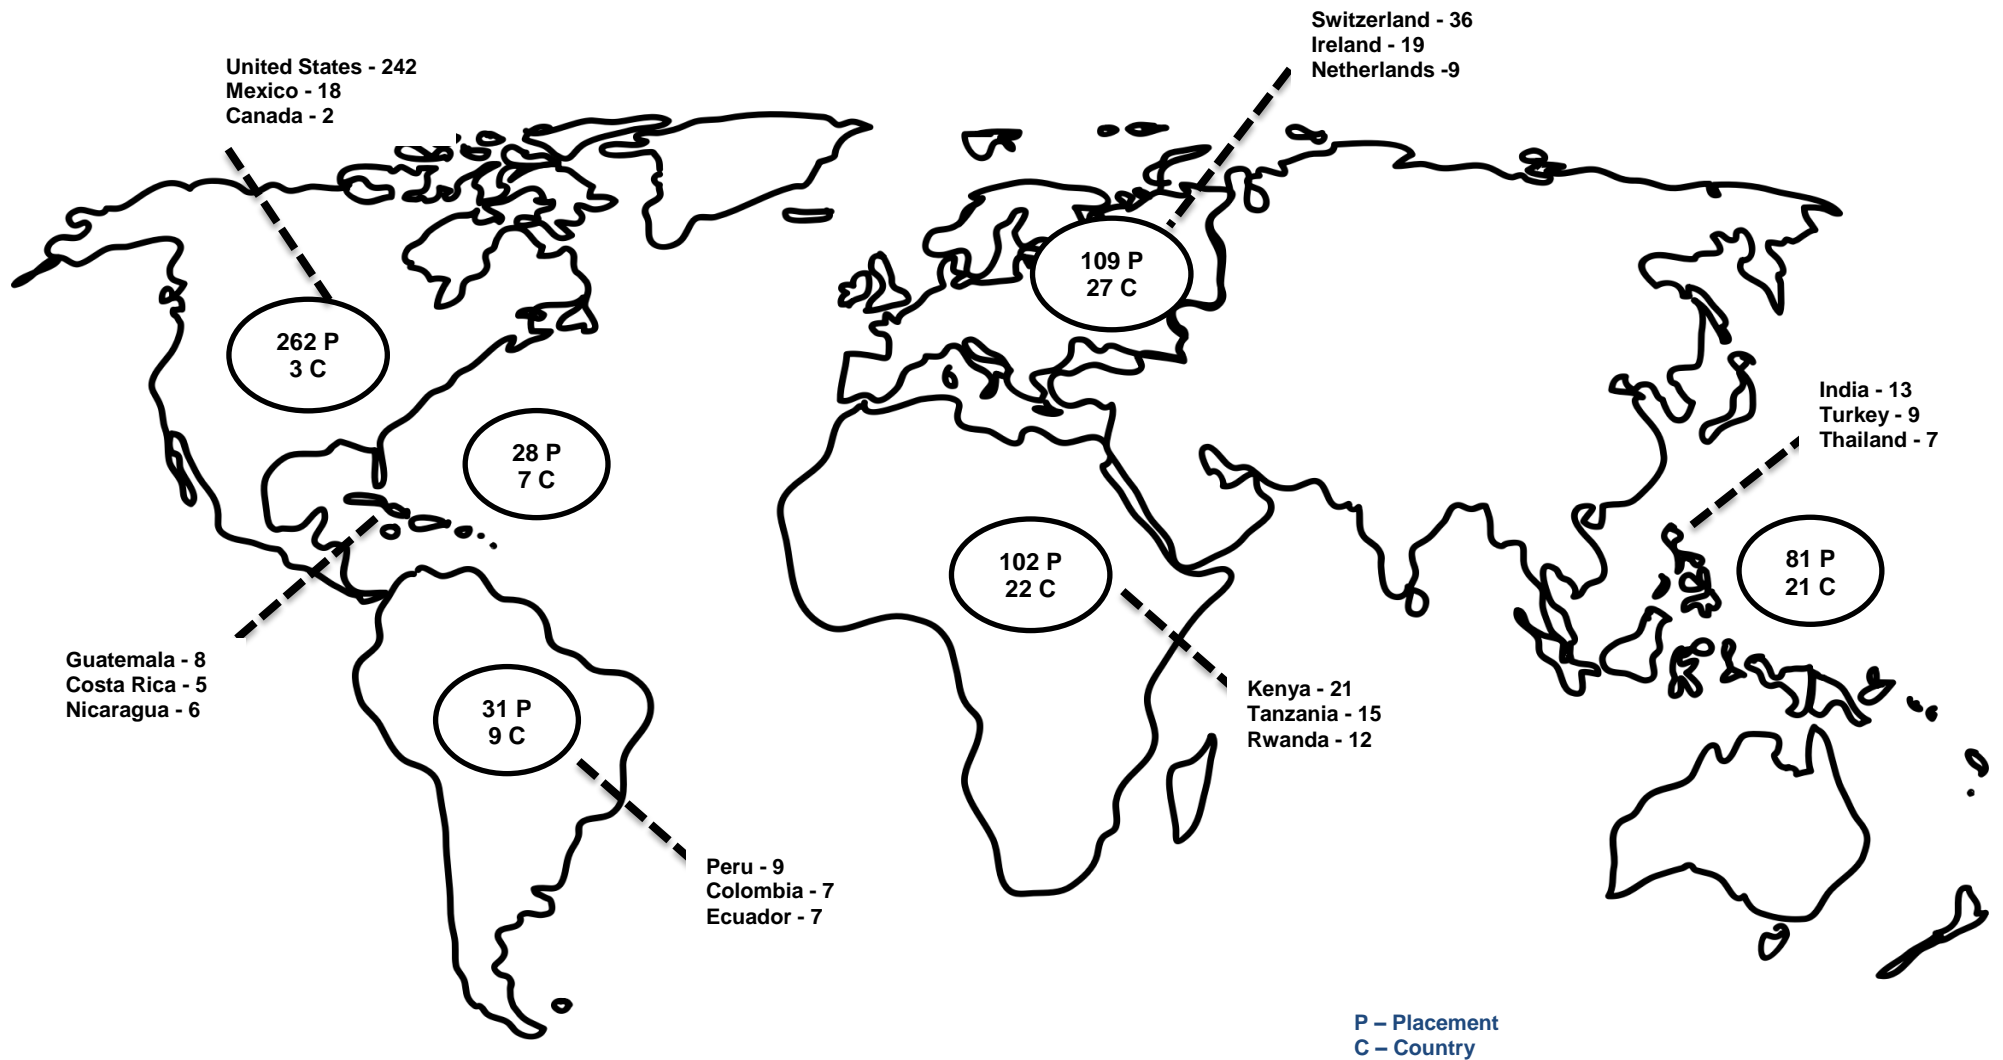 Switzerland - 36
Ireland - 19
Netherlands -9
United States - 242
Mexico - 18
Canada - 2
109 P
27 C
262 P
3 C
India - 13
Turkey - 9
Thailand - 7
28 P
7 C
102 P
22 C
81 P
21 C
Guatemala - 8
Costa Rica - 5
Nicaragua - 6
31 P
9 C
Kenya - 21
Tanzania - 15
Rwanda - 12
Peru - 9
Colombia - 7
Ecuador - 7
P – Placement
C – Country